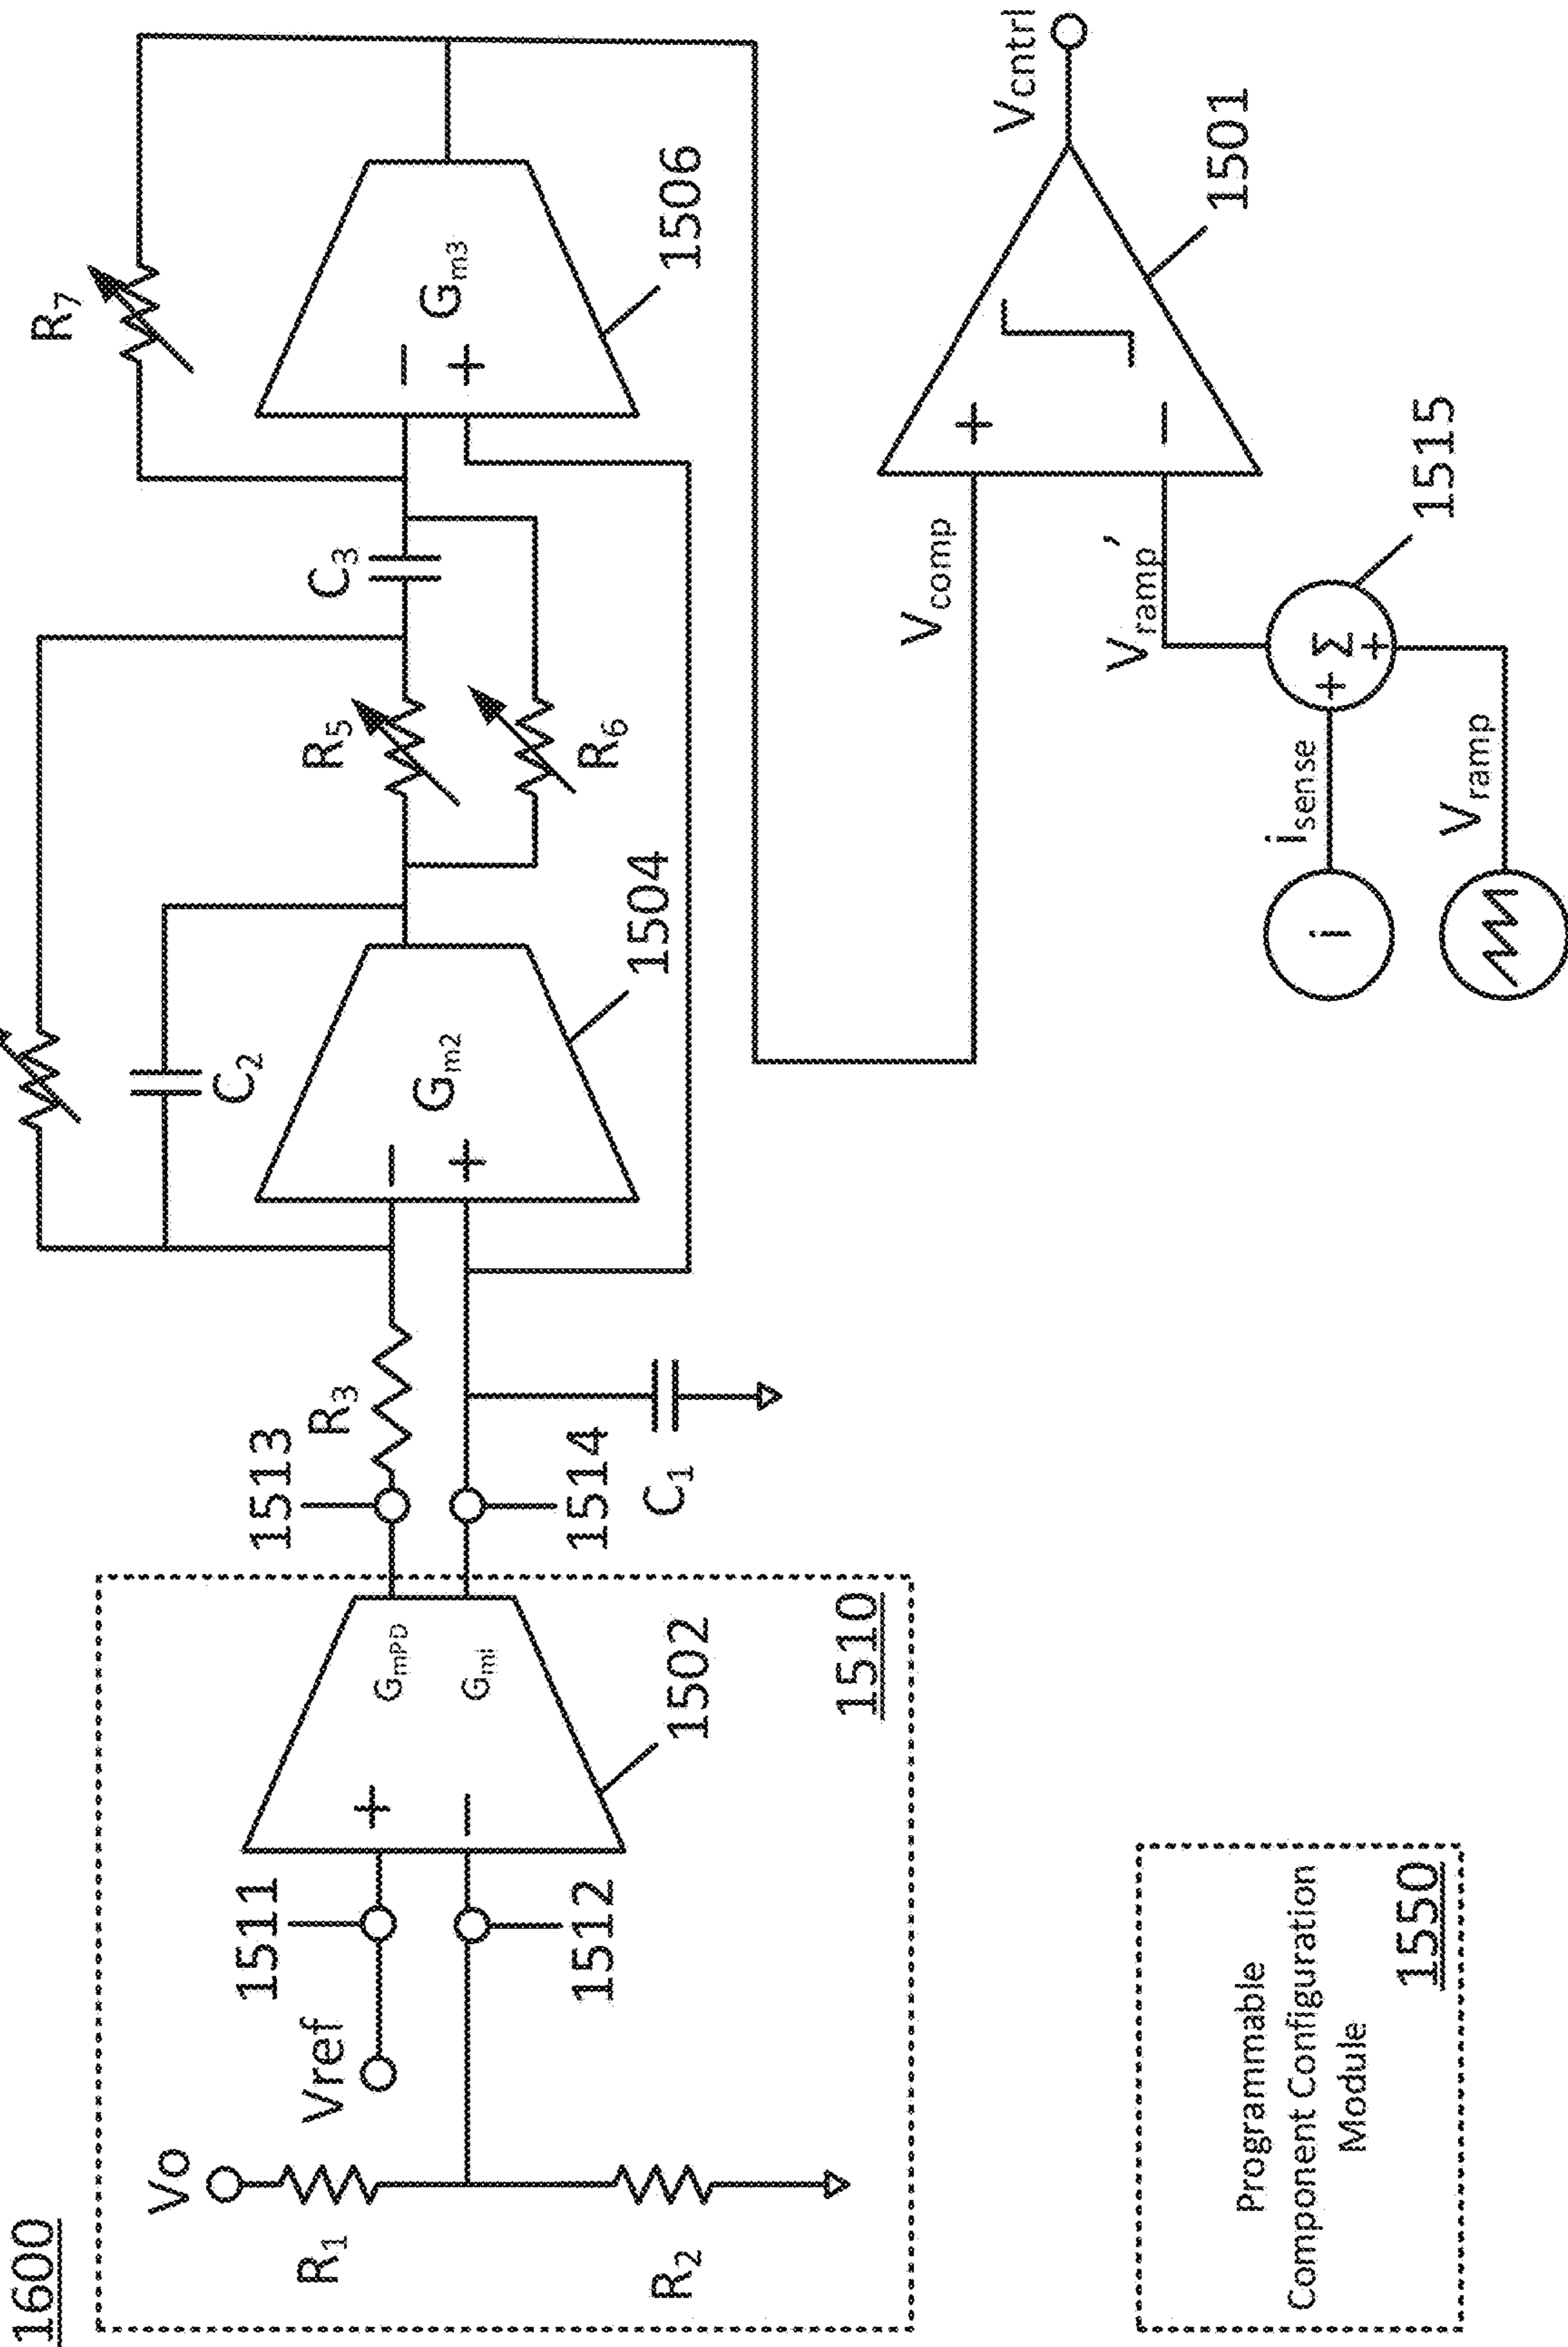 1600
Vo
R1
R2
Vref
1511
1512
+
−
GmPD
GmI
1502
1510
1513
1514
R3
C1
C2
−
+
Gm2
1504
R5
R6
C3
R7
−
+
Gm3
1506
Vcomp
Vramp'
+
−
Vcntrl
1501
i
isense
Vramp
+
Σ
+
1515
Programmable
Component Configuration
Module
1550